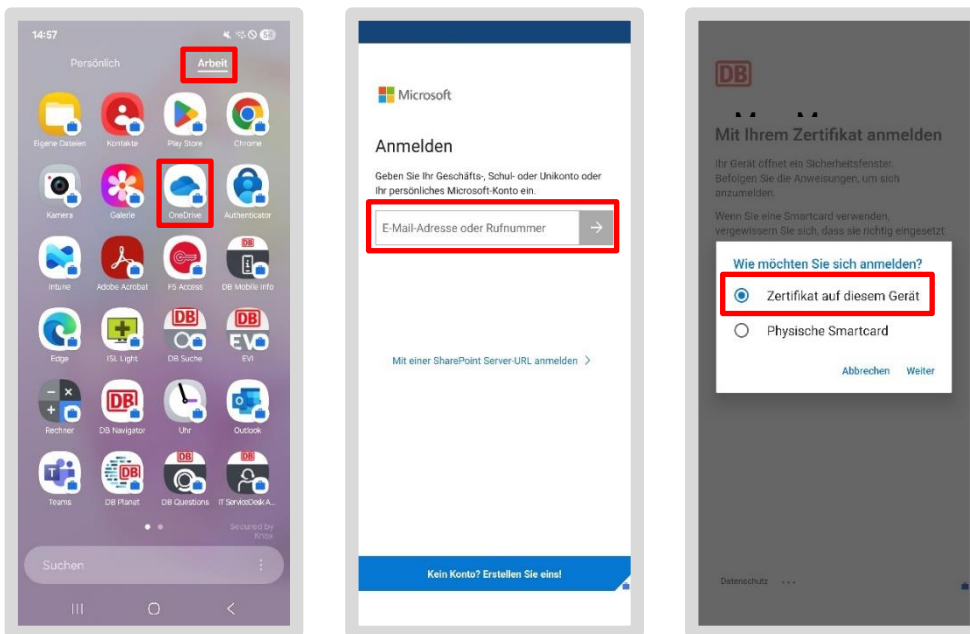 14:57
Persönlich
Arbeit
Eigene Dateien
Kontakte
Play Store
Chrome
Kamera
Galerie
OneDrive
Authenticator
Intune
Adobe Acrobat
F5 Access
DB
DB Mobile Info
Edge
ISL Light
DB
DB Suche
DB
EVI
EVI
Rechner
DB
DB Navigator
Uhr
Outlook
Teams
DB
DB Planet
DB
DB Questions
DB
IT ServiceDesk A...
Secured by
Knox
Suchen
Microsoft
Anmelden
Geben Sie Ihr Geschäfts-, Schul- oder Unikonto oder
Ihr persönliches Microsoft-Konto ein.
E-Mail-Adresse oder Rufnummer
Mit einer SharePoint Server-URL anmelden
Kein Konto? Erstellen Sie eins!
DB
Mit Ihrem Zertifikat anmelden
Ihr Gerät öffnet ein Sicherheitsfenster.
Befolgen Sie die Anweisungen, um sich
anzumelden.
Wenn Sie eine Smartcard verwenden,
vergewissern Sie sich, dass sie richtig eingesetzt
Wie möchten Sie sich anmelden?
Zertifikat auf diesem Gerät
Physische Smartcard
Abbrechen Weiter
Datenschutz ...